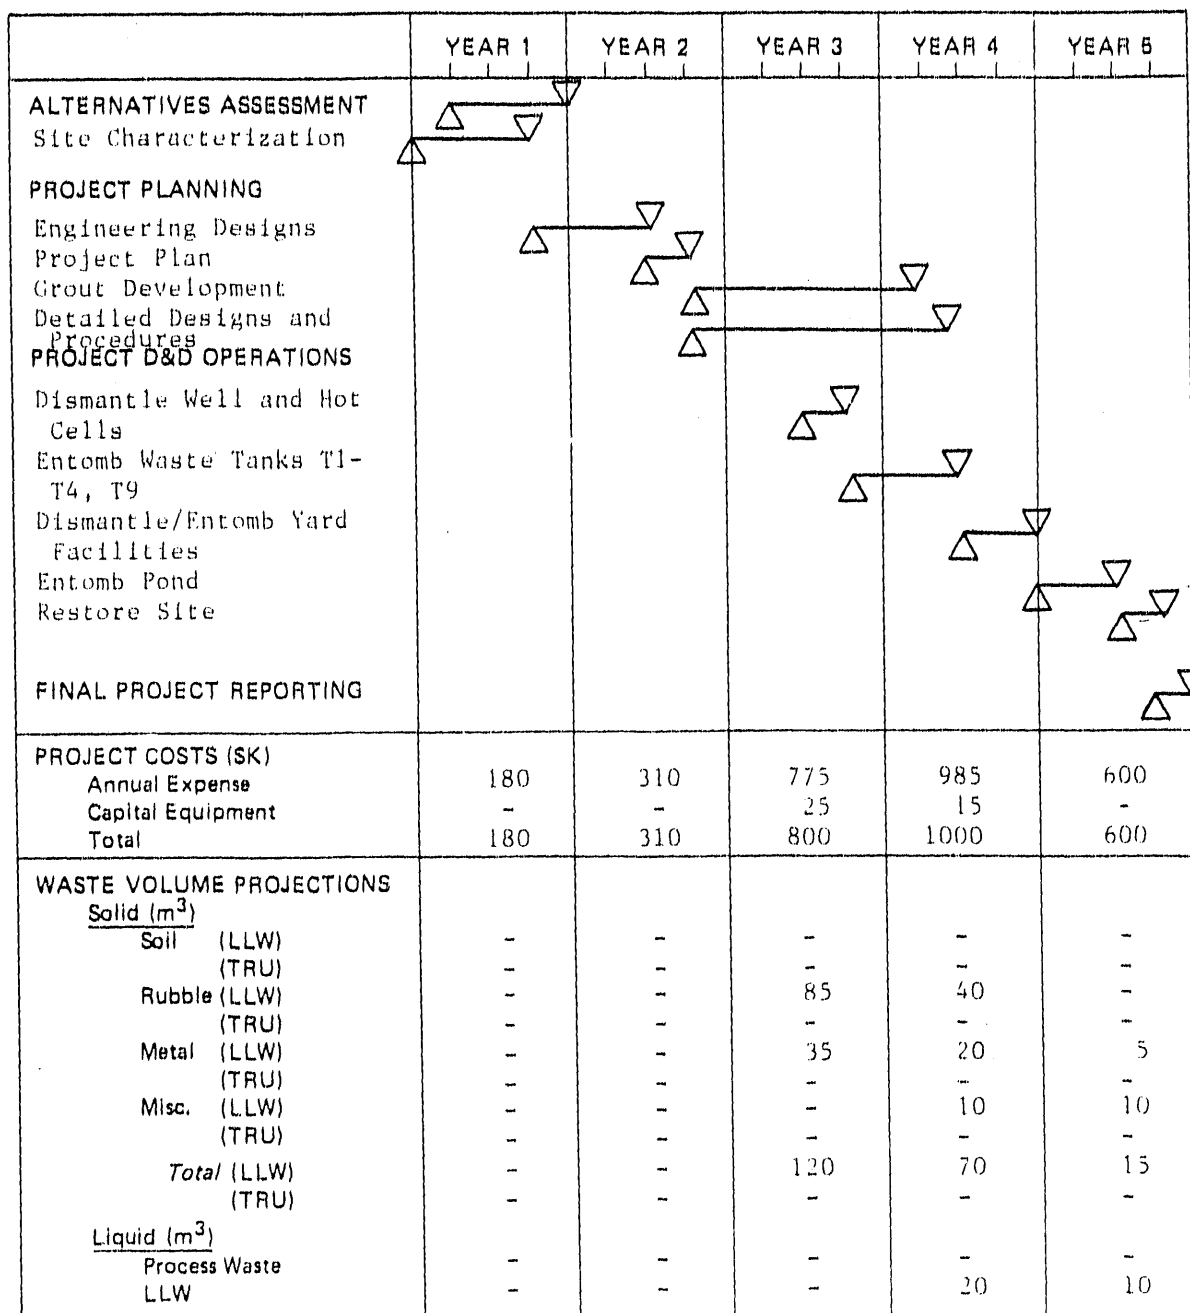 YEAR 1 YEAR 2 YEAR 3 YEAR 4 YEAR 5
ALTERNATIVES ASSESSMENT
Site Characterization
PROJECT PLANNING
Engineering Designs
Project Plan
Grout Development
Detailed Designs and
Procedures
PROJECT D&D OPERATIONS
Dismantle Well and Hot
Cells
Entomb Waste Tanks T1-
T4, T9
Dismantle/Entomb Yard
Facilities
Entomb Pond
Restore Site
FINAL PROJECT REPORTING
PROJECT COSTS ($K)
Annual Expense 180 310 775 985 600
Capital Equipment - - 25 15 -
Total 180 310 800 1000 600
WASTE VOLUME PROJECTIONS
Solid (m³)
Soil (LLW) - - - - -
(TRU) - - - - -
Rubble (LLW) - - 85 40 -
(TRU) - - - - -
Metal (LLW) - - 35 20 5
(TRU) - - - - -
Misc. (LLW) - - - 10 10
(TRU) - - - - -
Total (LLW) - - 120 70 15
(TRU) - - - - -
Liquid (m³)
Process Waste - - - - -
LLW - - - 20 10